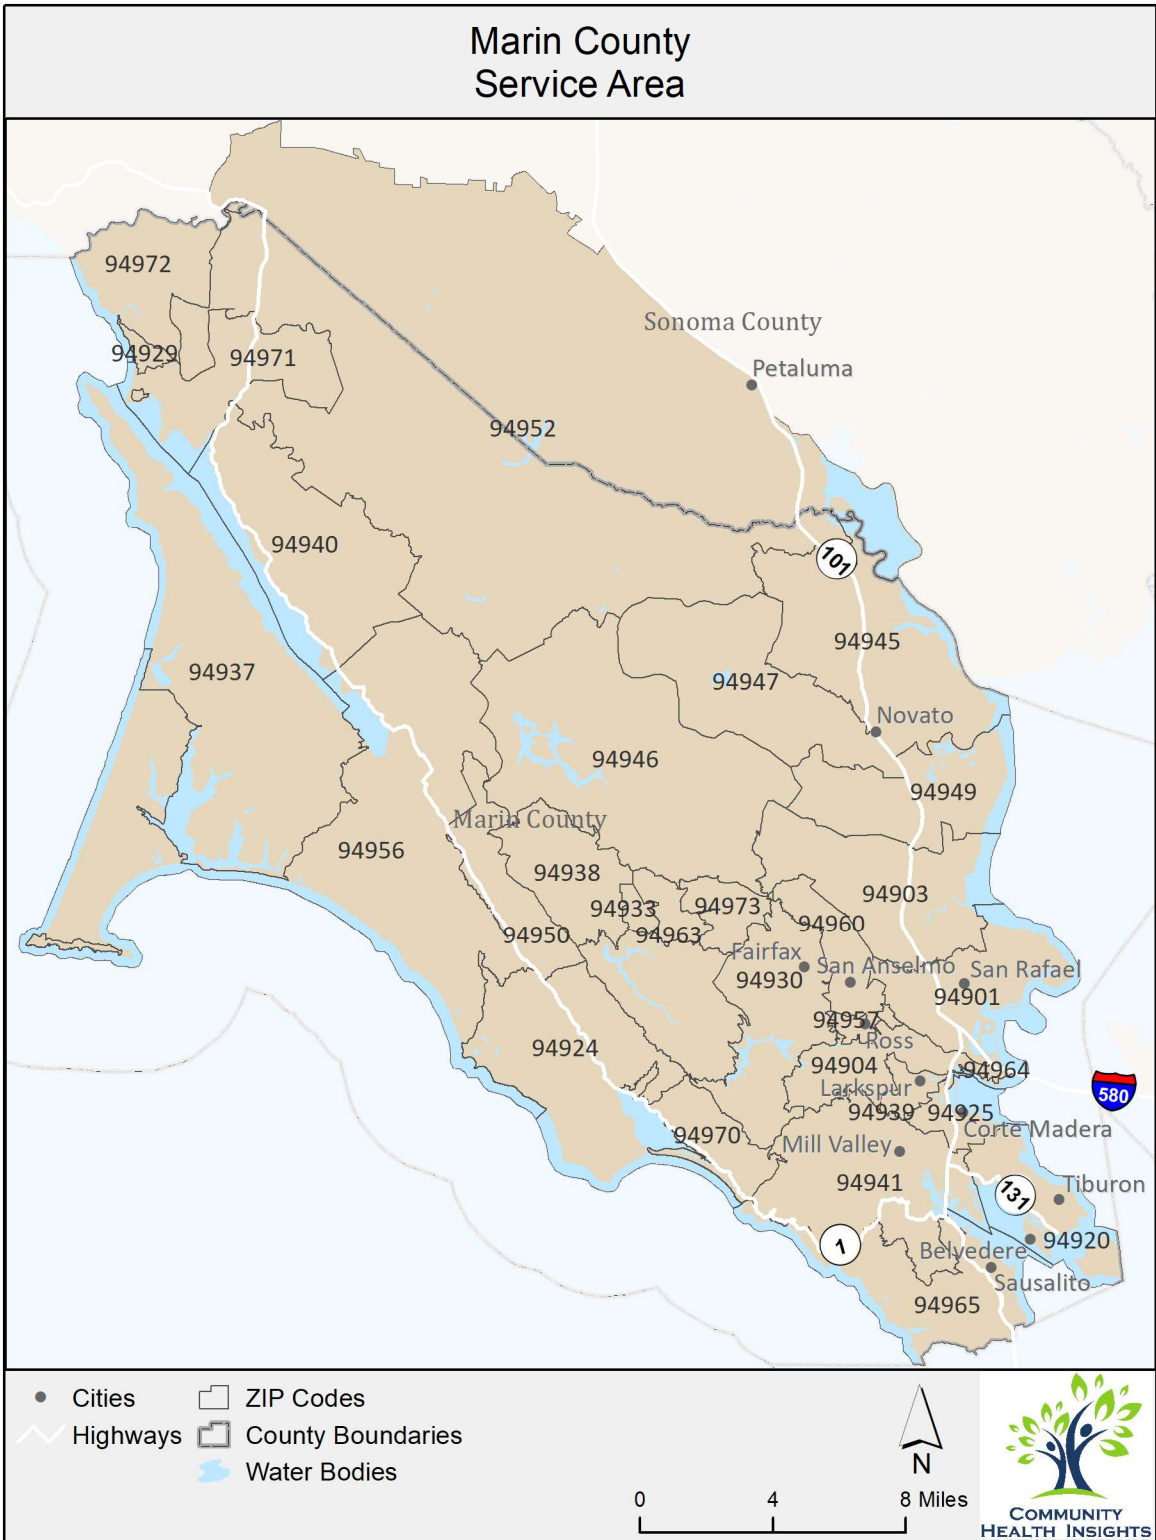 Marin County
Service Area
94972
Sonoma County
94929
94971
Petaluma
94952
94940
101
94945
94937
94947
Novato
94946
94949
Marin County
94956
94938
94903
94933
94973
94960
94950
94963
Fairfax
San Anselmo
San Rafael
94930
94901
94957
Ross
94924
94904
94964
Larkspur
580
94939
94925
Corte Madera
94970
Mill Valley
94941
131
Tiburon
1
Belvedere
94920
Sausalito
94965
Cities
ZIP Codes
Highways
County Boundaries
Water Bodies
N
0 4 8 Miles
COMMUNITY
HEALTH INSIGHTS